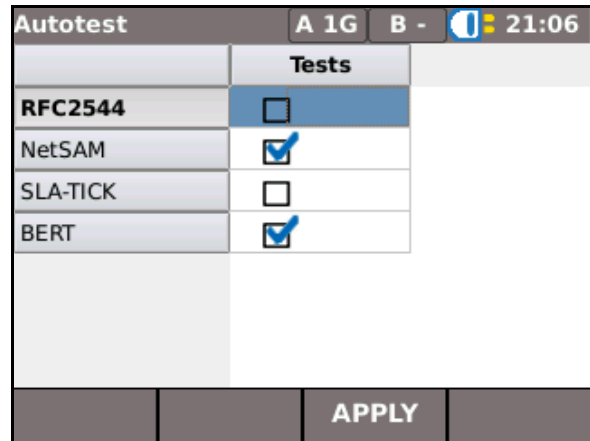 Autotest A 1G B - 21:06
Tests
RFC2544
NetSAM
SLA-TICK
BERT
APPLY